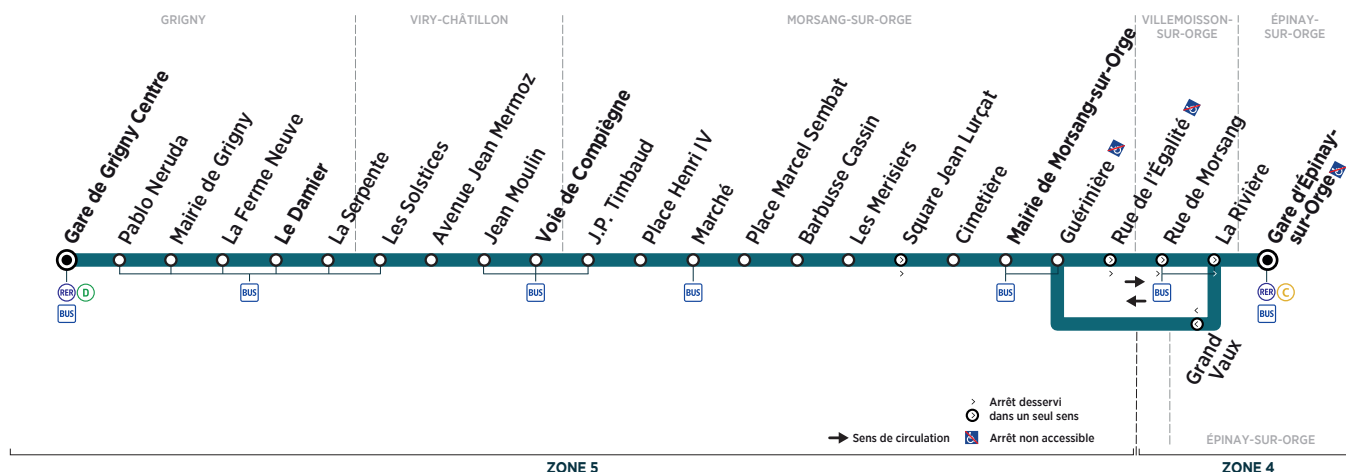 GRIGNY
VIRY-CHÂTILLON
MORSANG-SUR-ORGE
VILLEMOISSON-
SUR-ORGE
ÉPINAY-
SUR-ORGE
Gare de Grigny Centre
Pablo Neruda
Mairie de Grigny
La Ferme Neuve
Le Damier
La Serpente
Les Solstices
Avenue Jean Mermoz
Jean Moulin
Voie de Compiègne
J.P. Timbaud
Place Henri IV
Marché
Place Marcel Sembat
Barbusse Cassin
Les Merisiers
Square Jean Lurçat
Cimetière
Mairie de Morsang-sur-Orge
Guérinière
Rue de l'Égalité
Rue de Morsang
La Rivière
Gare d'Épinay-
sur-Orge
RER D
BUS
BUS
BUS
BUS
BUS
BUS
RER C
BUS
Grand
Vaux
Arrêt desservi
dans un seul sens
Sens de circulation
Arrêt non accessible
ÉPINAY-SUR-ORGE
ZONE 5
ZONE 4